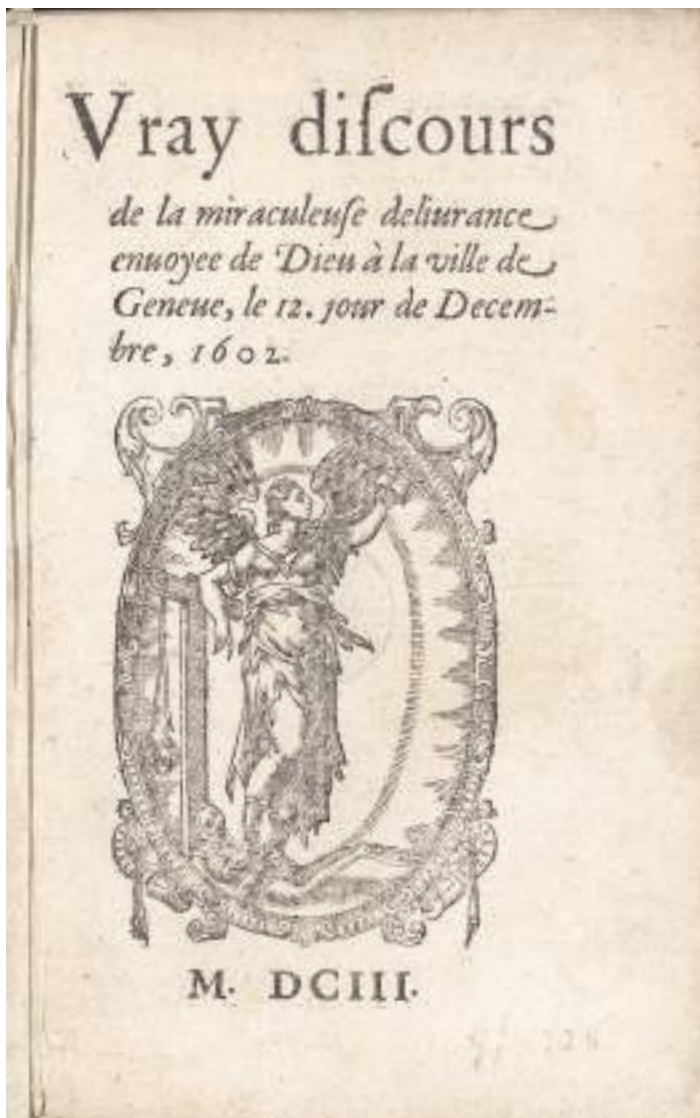 Vray diſcours
de la miraculeuſe deliurance
enuoyee de Dieu à la ville de
Geneue, le 12. jour de Decem-
bre, 1602.
M. DCIII.